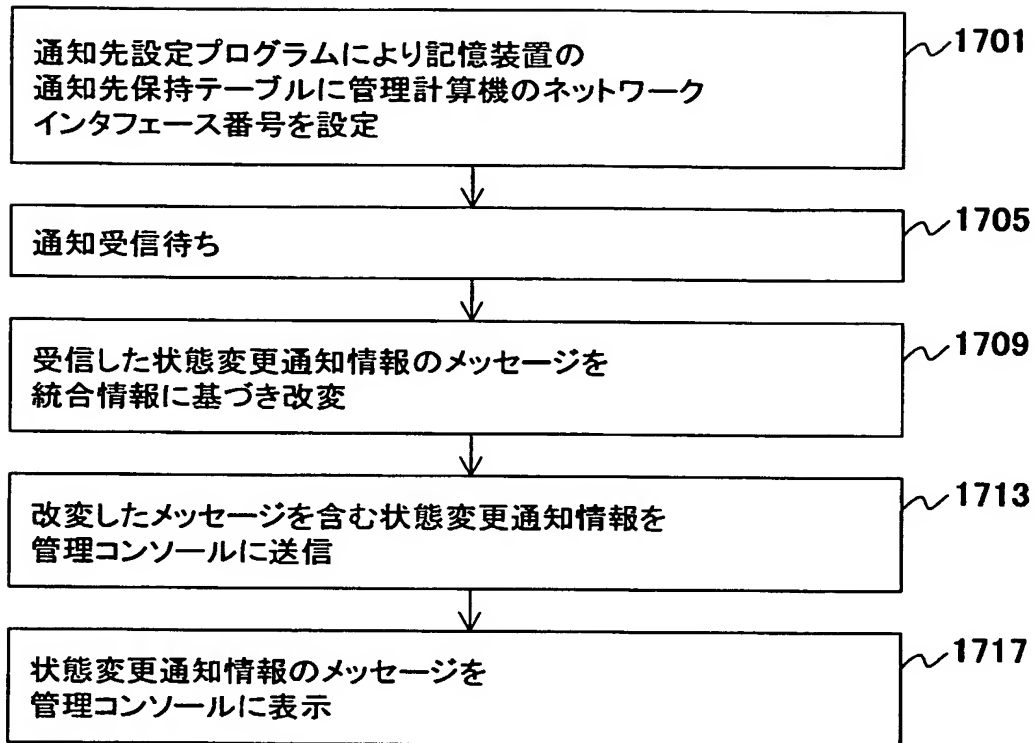 通知先設定プログラムにより記憶装置の
通知先保持テーブルに管理計算機のネットワーク
インタフェース番号を設定
1701
通知受信待ち
1705
受信した状態変更通知情報のメッセージを
統合情報に基づき改変
1709
改変したメッセージを含む状態変更通知情報を
管理コンソールに送信
1713
状態変更通知情報のメッセージを
管理コンソールに表示
1717